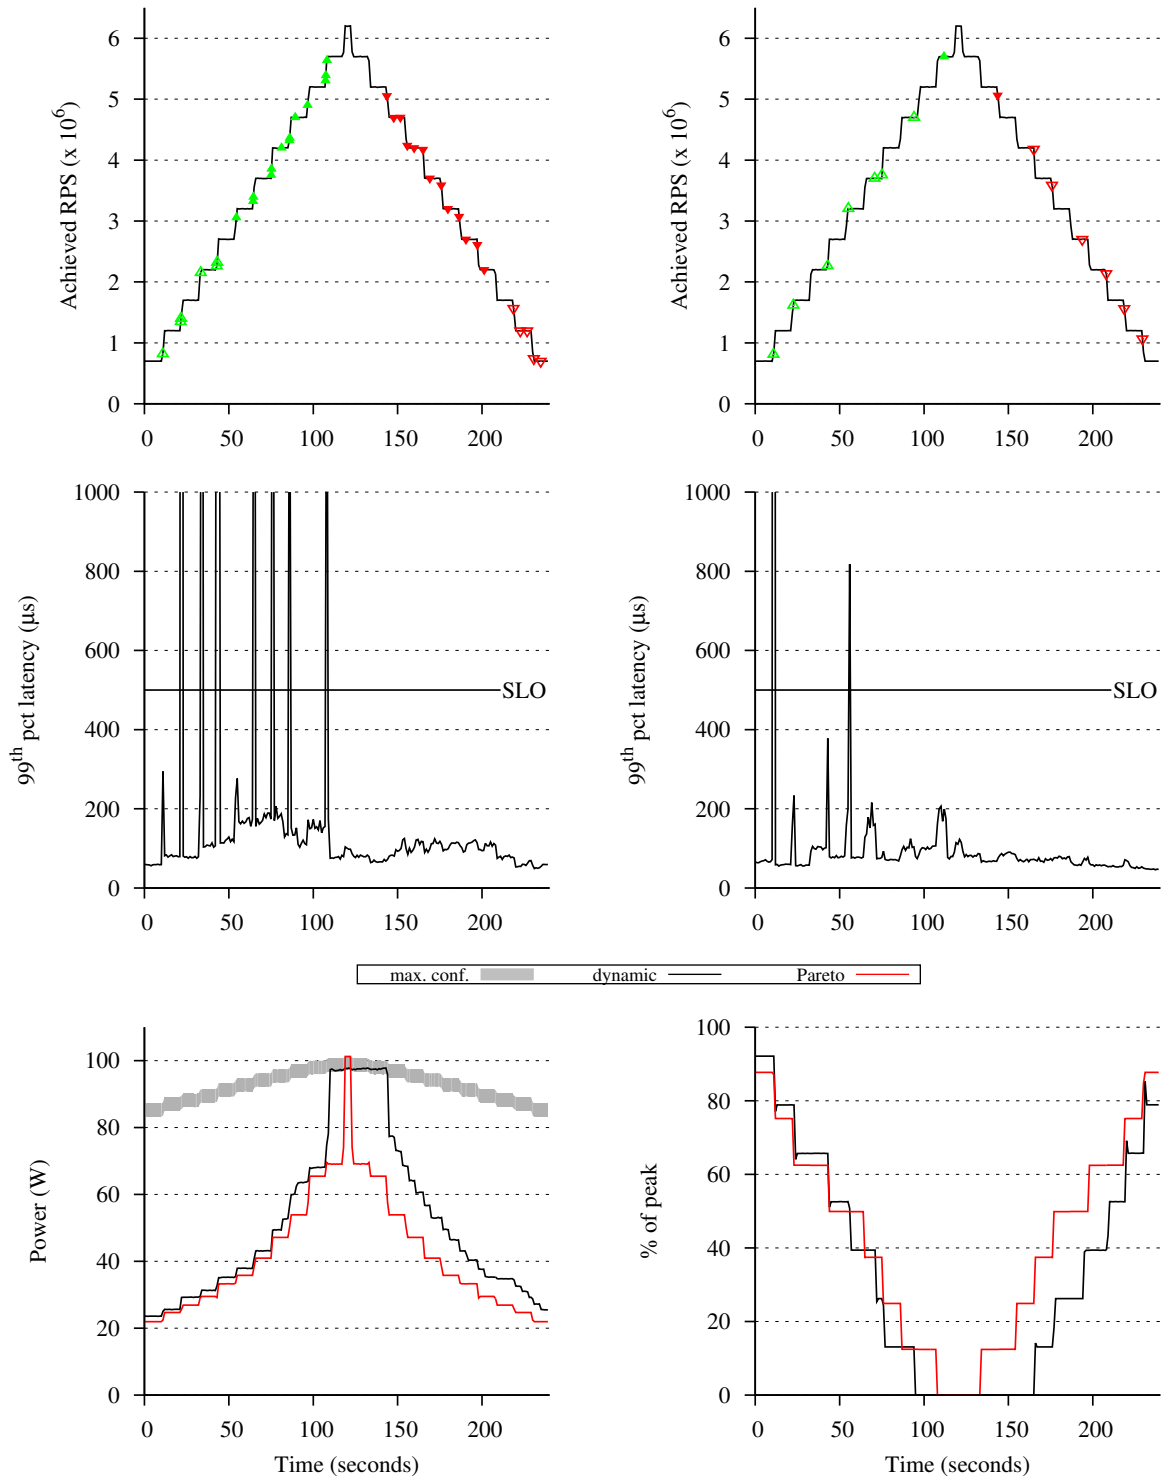 6
5
4
3
2
1
0
Achieved RPS (x 10⁶)
0 50 100 150 200
6
5
4
3
2
1
0
Achieved RPS (x 10⁶)
0 50 100 150 200
1000
800
600
400
200
0
99ᵗʰ pct latency (µs)
SLO
0 50 100 150 200
1000
800
600
400
200
0
99ᵗʰ pct latency (µs)
SLO
0 50 100 150 200
max. conf. dynamic Pareto
100
80
60
40
20
0
Power (W)
0 50 100 150 200
Time (seconds)
100
80
60
40
20
0
% of peak
0 50 100 150 200
Time (seconds)